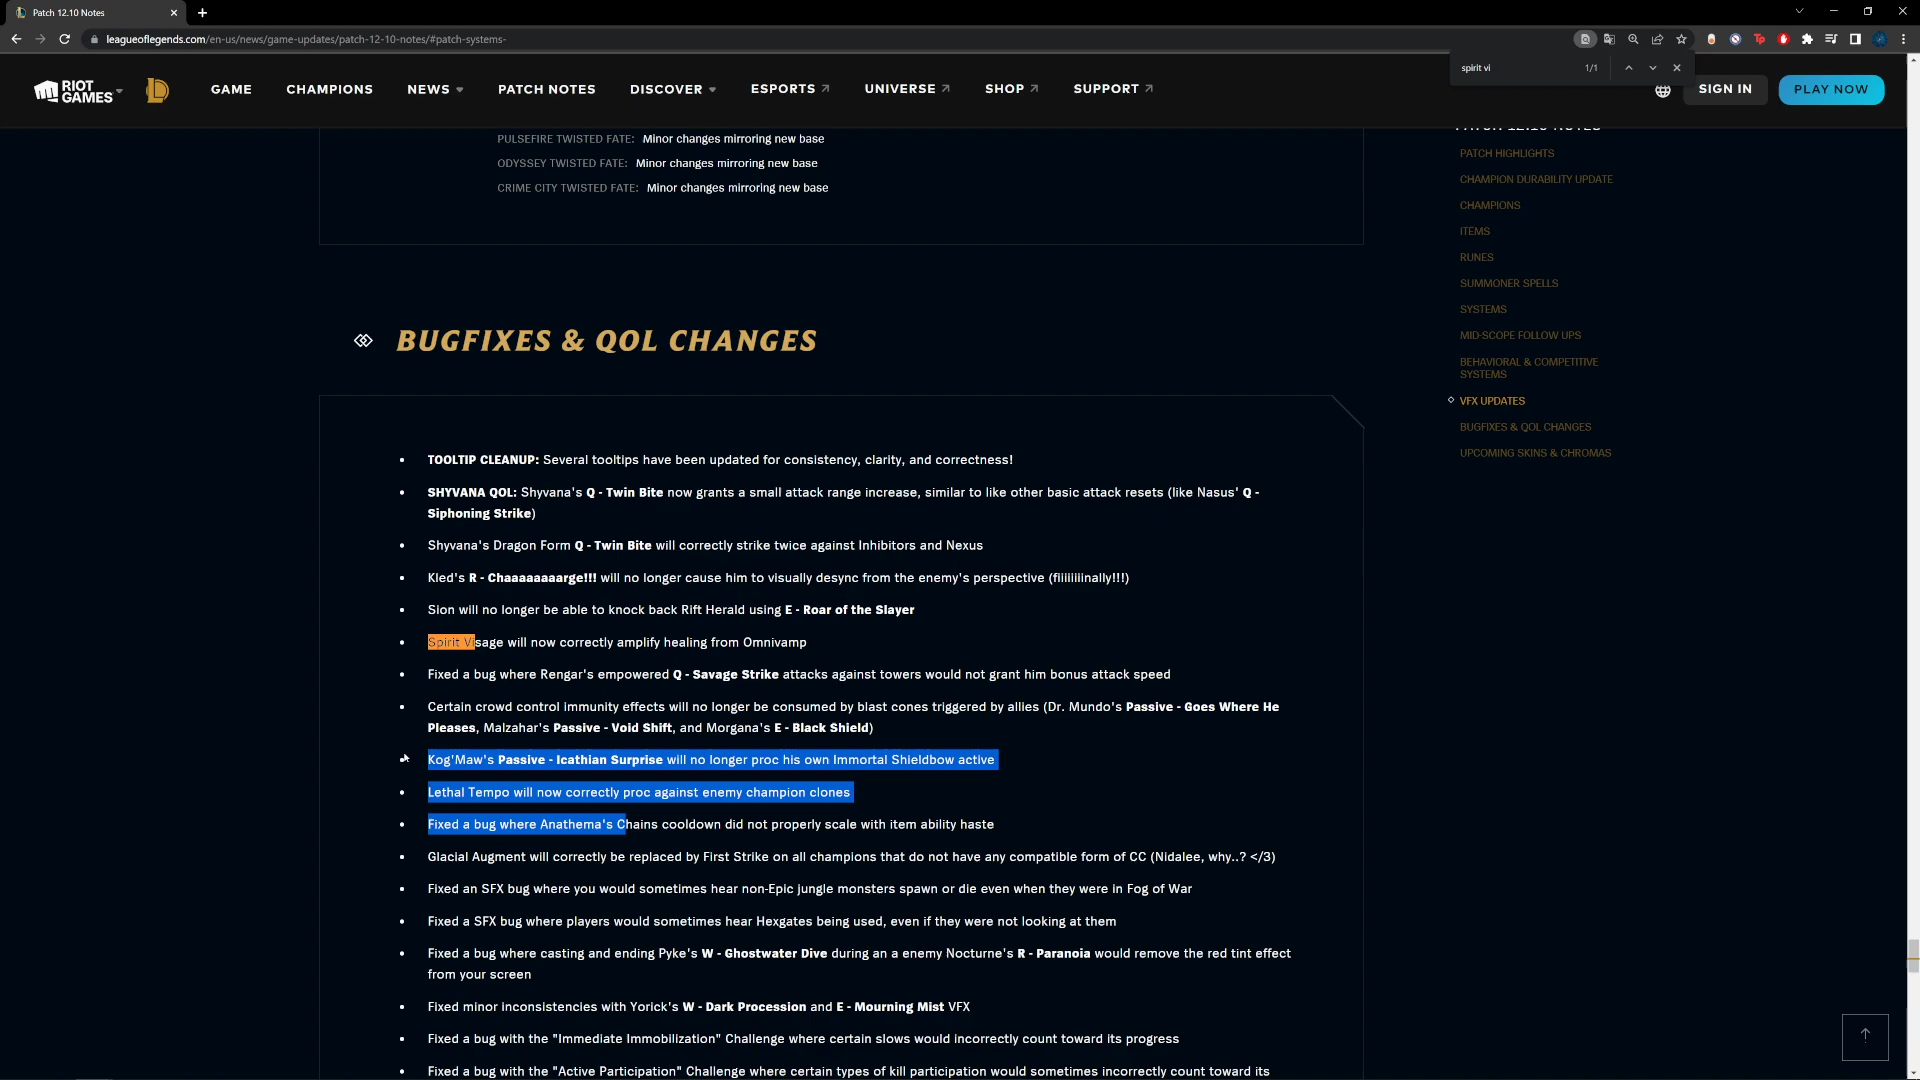 Patch 12.10 Notes
leagueoflegends.com/en-us/news/game-updates/patch-12-10-notes/#patch-systems-
spirit vi 1/1
RIOT GAMES
GAME CHAMPIONS NEWS PATCH NOTES DISCOVER ESPORTS UNIVERSE SHOP SUPPORT SIGN IN PLAY NOW
PULSEFIRE TWISTED FATE: Minor changes mirroring new base
ODYSSEY TWISTED FATE: Minor changes mirroring new base
CRIME CITY TWISTED FATE: Minor changes mirroring new base
PATCH 12.10 NOTES
PATCH HIGHLIGHTS
CHAMPION DURABILITY UPDATE
CHAMPIONS
ITEMS
RUNES
SUMMONER SPELLS
SYSTEMS
MID-SCOPE FOLLOW UPS
BEHAVIORAL & COMPETITIVE
SYSTEMS
VFX UPDATES
BUGFIXES & QOL CHANGES
UPCOMING SKINS & CHROMAS
BUGFIXES & QOL CHANGES
TOOLTIP CLEANUP: Several tooltips have been updated for consistency, clarity, and correctness!
SHYVANA QOL: Shyvana's Q - Twin Bite now grants a small attack range increase, similar to like other basic attack resets (like Nasus' Q -
Siphoning Strike)
Shyvana's Dragon Form Q - Twin Bite will correctly strike twice against Inhibitors and Nexus
Kled's R - Chaaaaaaaarge!!! will no longer cause him to visually desync from the enemy's perspective (fiiiiiiinally!!!)
Sion will no longer be able to knock back Rift Herald using E - Roar of the Slayer
Spirit Visage will now correctly amplify healing from Omnivamp
Fixed a bug where Rengar's empowered Q - Savage Strike attacks against towers would not grant him bonus attack speed
Certain crowd control immunity effects will no longer be consumed by blast cones triggered by allies (Dr. Mundo's Passive - Goes Where He
Pleases, Malzahar's Passive - Void Shift, and Morgana's E - Black Shield)
Kog'Maw's Passive - Icathian Surprise will no longer proc his own Immortal Shieldbow active
Lethal Tempo will now correctly proc against enemy champion clones
Fixed a bug where Anathema's Chains cooldown did not properly scale with item ability haste
Glacial Augment will correctly be replaced by First Strike on all champions that do not have any compatible form of CC (Nidalee, why..? </3)
Fixed an SFX bug where you would sometimes hear non-Epic jungle monsters spawn or die even when they were in Fog of War
Fixed a SFX bug where players would sometimes hear Hexgates being used, even if they were not looking at them
Fixed a bug where casting and ending Pyke's W - Ghostwater Dive during an a enemy Nocturne's R - Paranoia would remove the red tint effect
from your screen
Fixed minor inconsistencies with Yorick's W - Dark Procession and E - Mourning Mist VFX
Fixed a bug with the "Immediate Immobilization" Challenge where certain slows would incorrectly count toward its progress
Fixed a bug with the "Active Participation" Challenge where certain types of kill participation would sometimes incorrectly count toward its